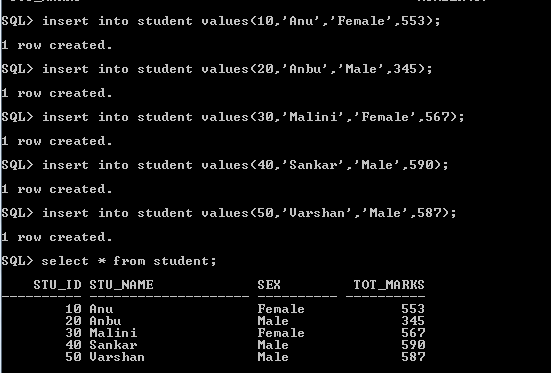 SQL> insert into student values(10,'Anu','Female',553);
1 row created.
SQL> insert into student values(20,'Anbu','Male',345);
1 row created.
SQL> insert into student values(30,'Malini','Female',567);
1 row created.
SQL> insert into student values(40,'Sankar','Male',590);
1 row created.
SQL> insert into student values(50,'Varshan','Male',587);
1 row created.
SQL> select * from student;
STU_ID STU_NAME SEX TOT_MARKS
---------- -------------------- ---------- ----------
10 Anu Female 553
20 Anbu Male 345
30 Malini Female 567
40 Sankar Male 590
50 Varshan Male 587